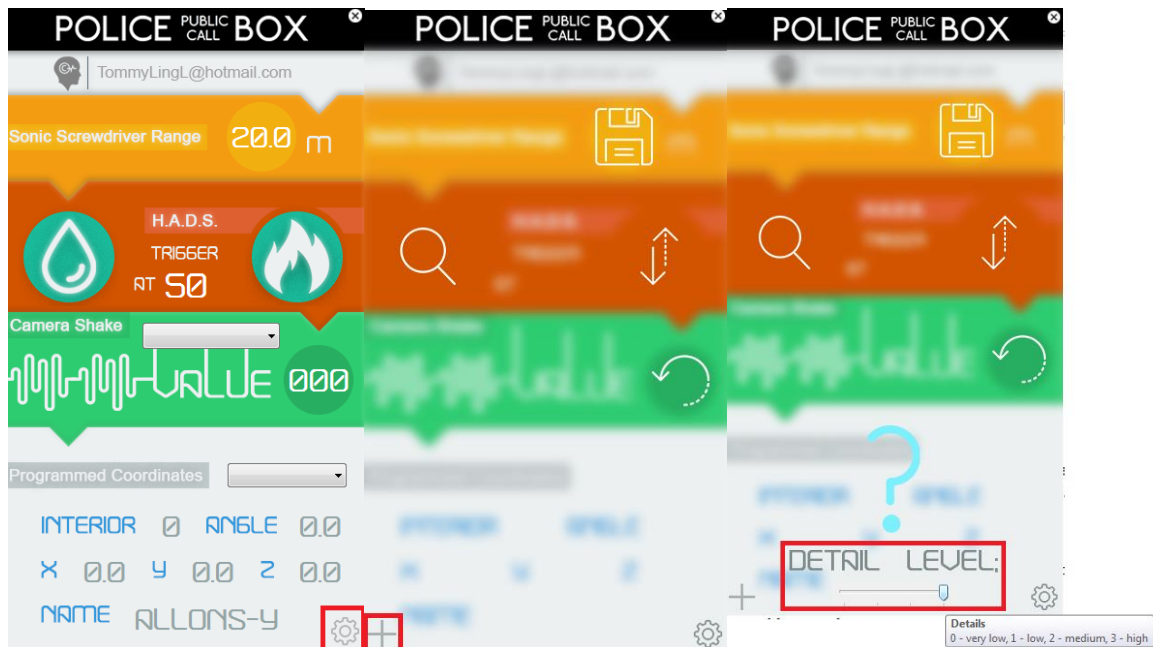 POLICE PUBLIC CALL BOX
TommyLingL@hotmail.com
Sonic Screwdriver Range 20.0 m
H.A.D.S.
TRIGGER
AT 50
Camera Shake
VALUE 000
Programmed Coordinates
INTERIOR 0 ANGLE 0.0
X 0.0 Y 0.0 Z 0.0
NAME ALLONS-Y
POLICE PUBLIC CALL BOX
POLICE PUBLIC CALL BOX
?
DETAIL LEVEL:
Details
0 - very low, 1 - low, 2 - medium, 3 - high